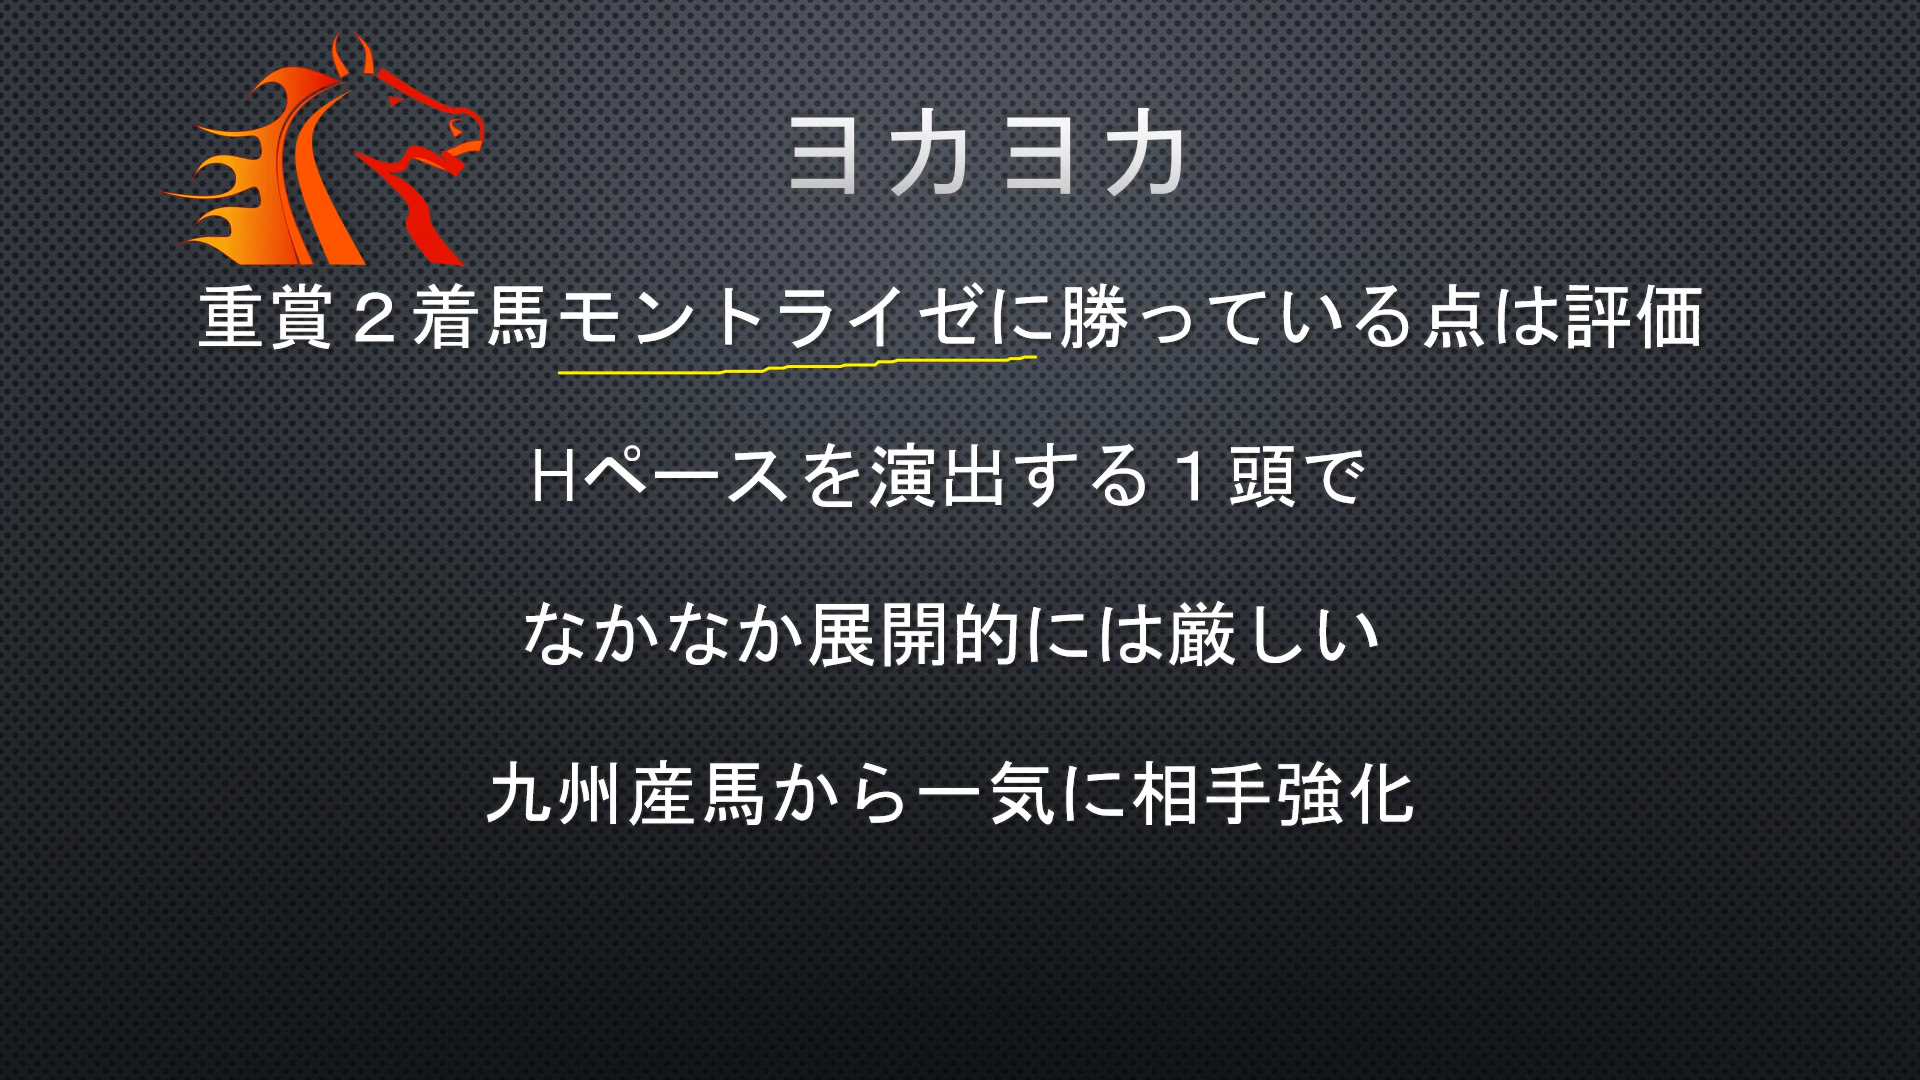 ヨカヨカ
重賞２着馬モントライゼに勝っている点は評価
Hペースを演出する１頭で
なかなか展開的には厳しい
九州産馬から一気に相手強化